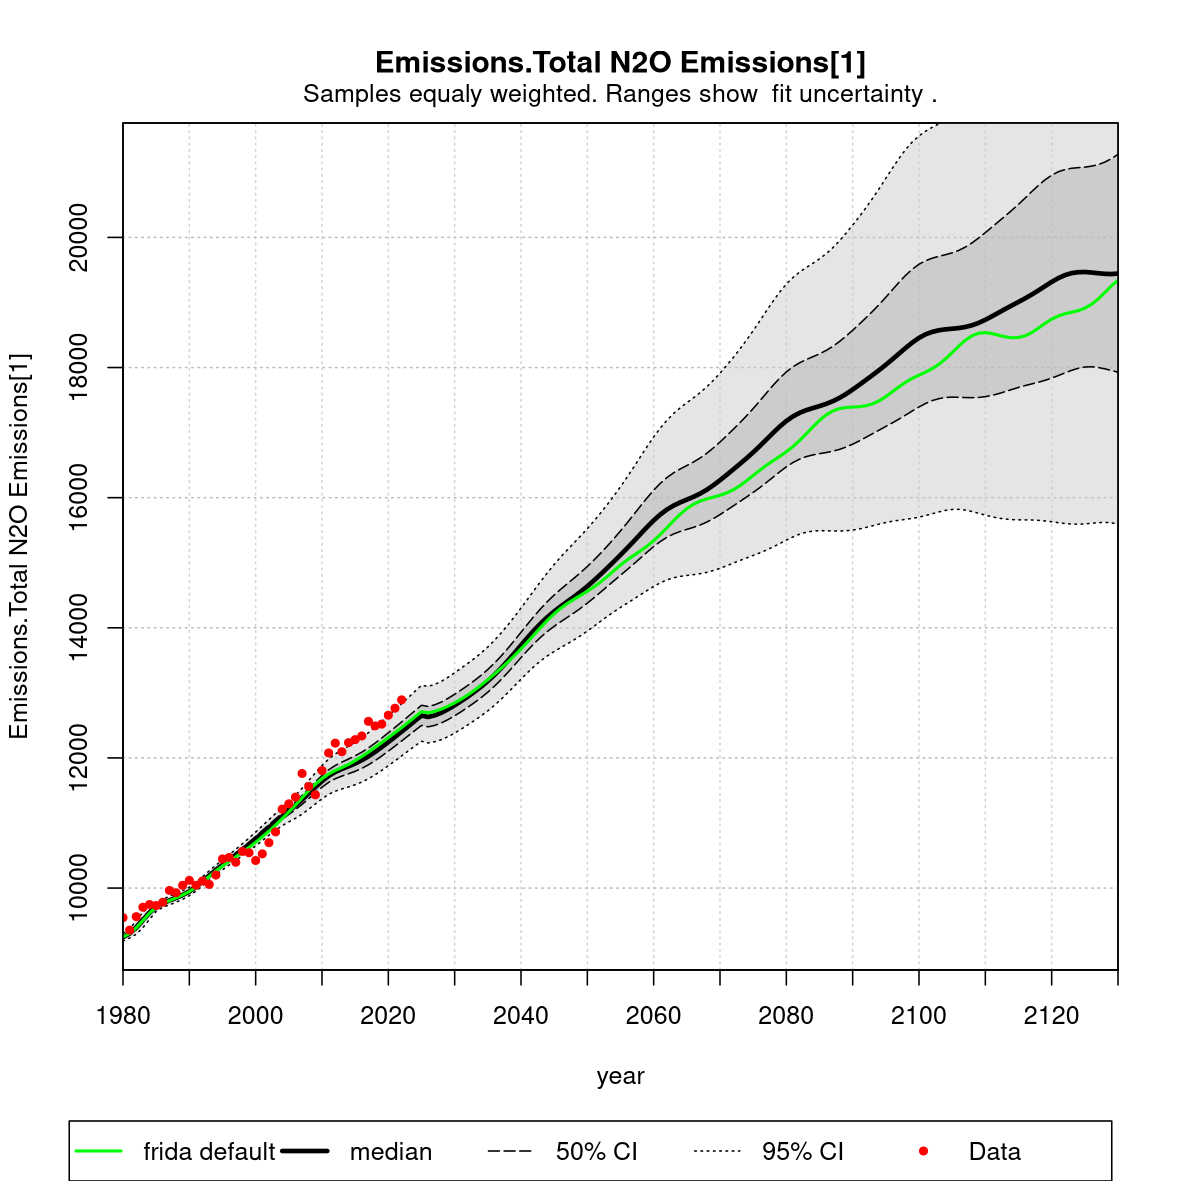 Emissions.Total N2O Emissions[1]
Samples equaly weighted. Ranges show  fit uncertainty .
Emissions.Total N2O Emissions[1]
20000
18000
16000
14000
12000
10000
1980 2000 2020 2040 2060 2080 2100 2120
year
frida default median 50% CI 95% CI Data